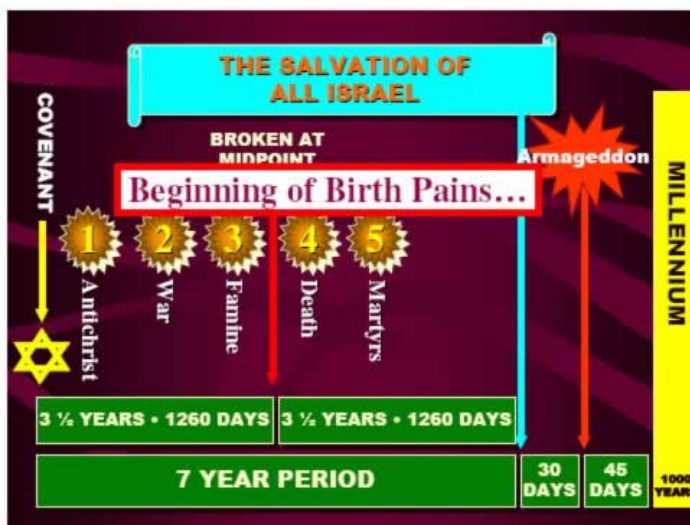 THE SALVATION OF
ALL ISRAEL
COVENANT
BROKEN AT
MIDPOINT
Armageddon
MILLENNIUM
Beginning of Birth Pains...
1
2
3
4
5
Antichrist
War
Famine
Death
Martyrs
3 ½ YEARS • 1260 DAYS
3 ½ YEARS • 1260 DAYS
7 YEAR PERIOD
30
DAYS
45
DAYS
1000
YEARS